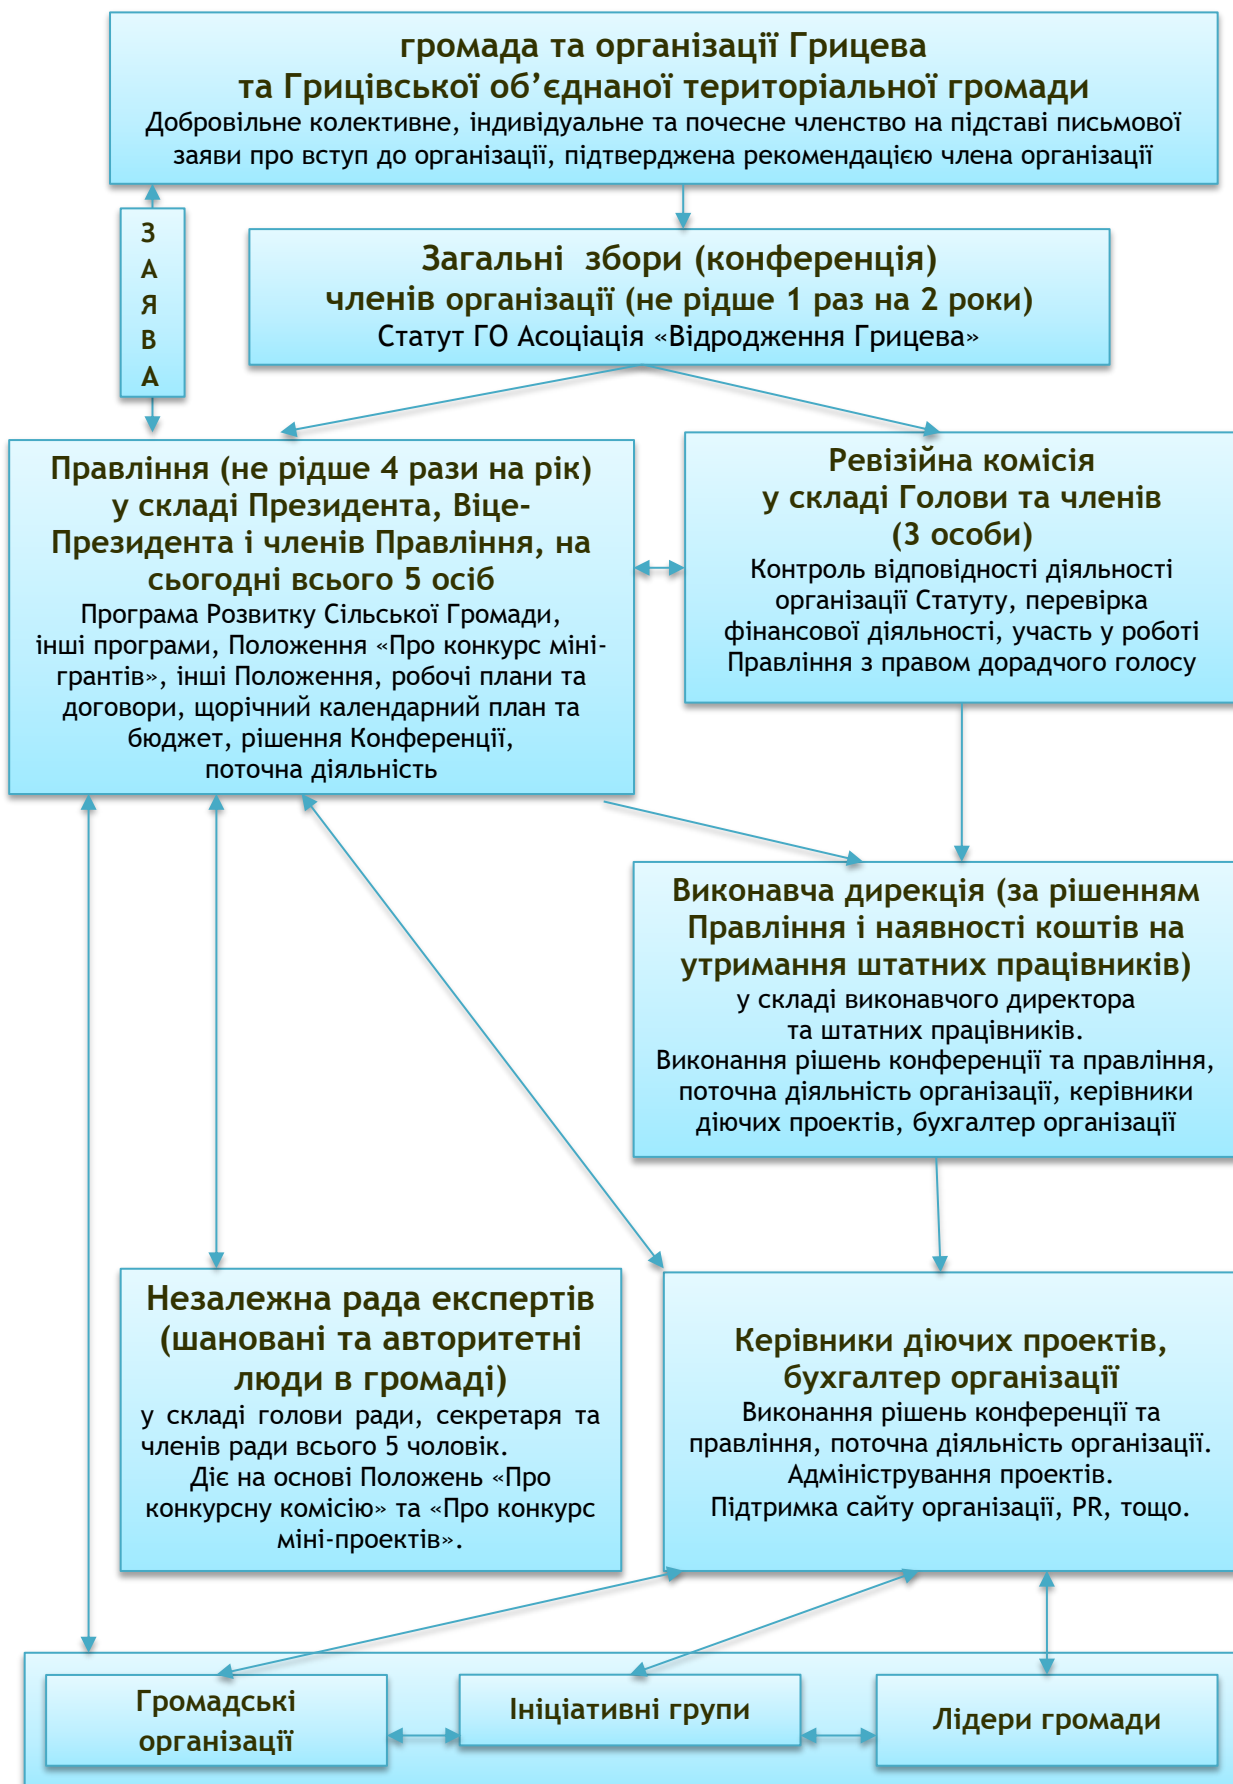 громада та організації Грицева
та Грицівської об’єднаної територіальної громади
Добровільне колективне, індивідуальне та почесне членство на підставі письмової
заяви про вступ до організації, підтверджена рекомендацією члена організації
З
А
Я
В
А
Загальні збори (конференція)
членів організації (не рідше 1 раз на 2 роки)
Статут ГО Асоціація «Відродження Грицева»
Правління (не рідше 4 рази на рік)
у складі Президента, Віце-
Президента і членів Правління, на
сьогодні всього 5 осіб
Програма Розвитку Сільської Громади,
інші програми, Положення «Про конкурс міні-
грантів», інші Положення, робочі плани та
договори, щорічний календарний план та
бюджет, рішення Конференції,
поточна діяльність
Ревізійна комісія
у складі Голови та членів
(3 особи)
Контроль відповідності діяльності
організації Статуту, перевірка
фінансової діяльності, участь у роботі
Правління з правом дорадчого голосу
Виконавча дирекція (за рішенням
Правління і наявності коштів на
утримання штатних працівників)
у складі виконавчого директора
та штатних працівників.
Виконання рішень конференції та правління,
поточна діяльність організації, керівники
діючих проектів, бухгалтер організації
Незалежна рада експертів
(шановані та авторитетні
люди в громаді)
у складі голови ради, секретаря та
членів ради всього 5 чоловік.
Діє на основі Положень «Про
конкурсну комісію» та «Про конкурс
міні-проектів».
Керівники діючих проектів,
бухгалтер організації
Виконання рішень конференції та
правління, поточна діяльність організації.
Адміністрування проектів.
Підтримка сайту організації, PR, тощо.
Громадські
організації
Ініціативні групи
Лідери громади